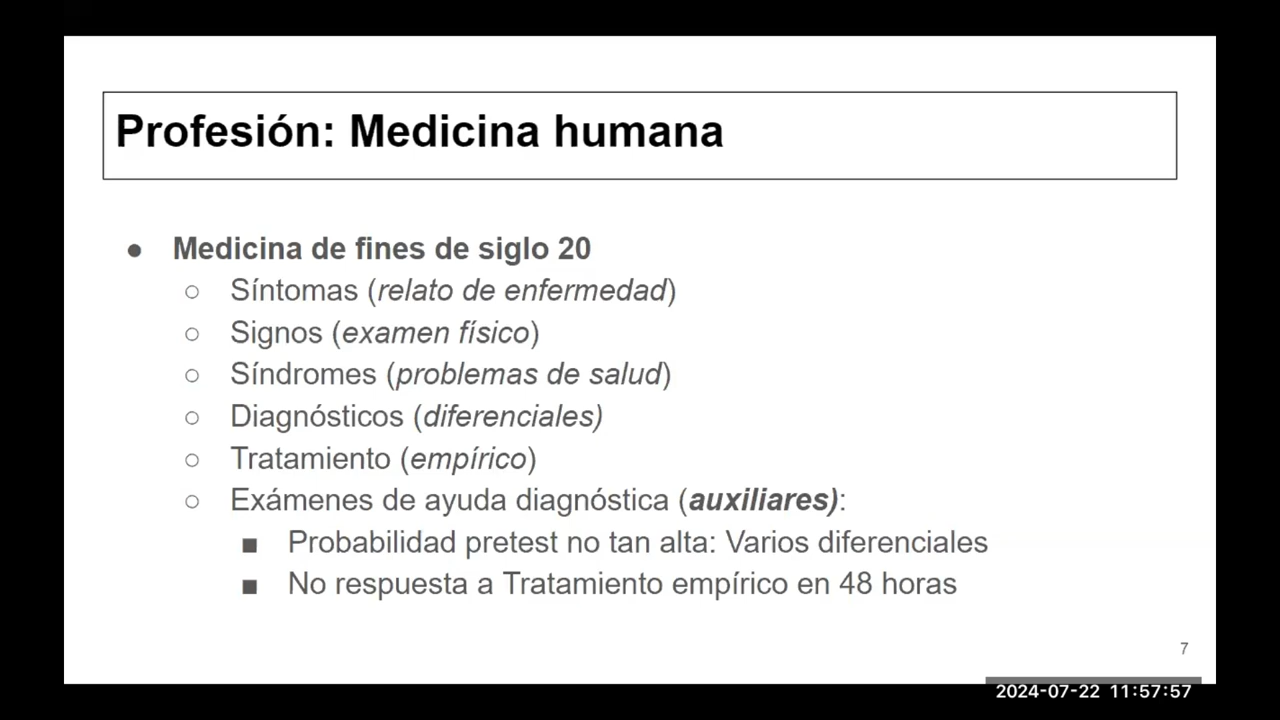 Profesión: Medicina humana
● Medicina de fines de siglo 20
○ Síntomas (relato de enfermedad)
○ Signos (examen físico)
○ Síndromes (problemas de salud)
○ Diagnósticos (diferenciales)
○ Tratamiento (empírico)
○ Exámenes de ayuda diagnóstica (auxiliares):
■ Probabilidad pretest no tan alta: Varios diferenciales
■ No respuesta a Tratamiento empírico en 48 horas
7
2024-07-22 11:57:57